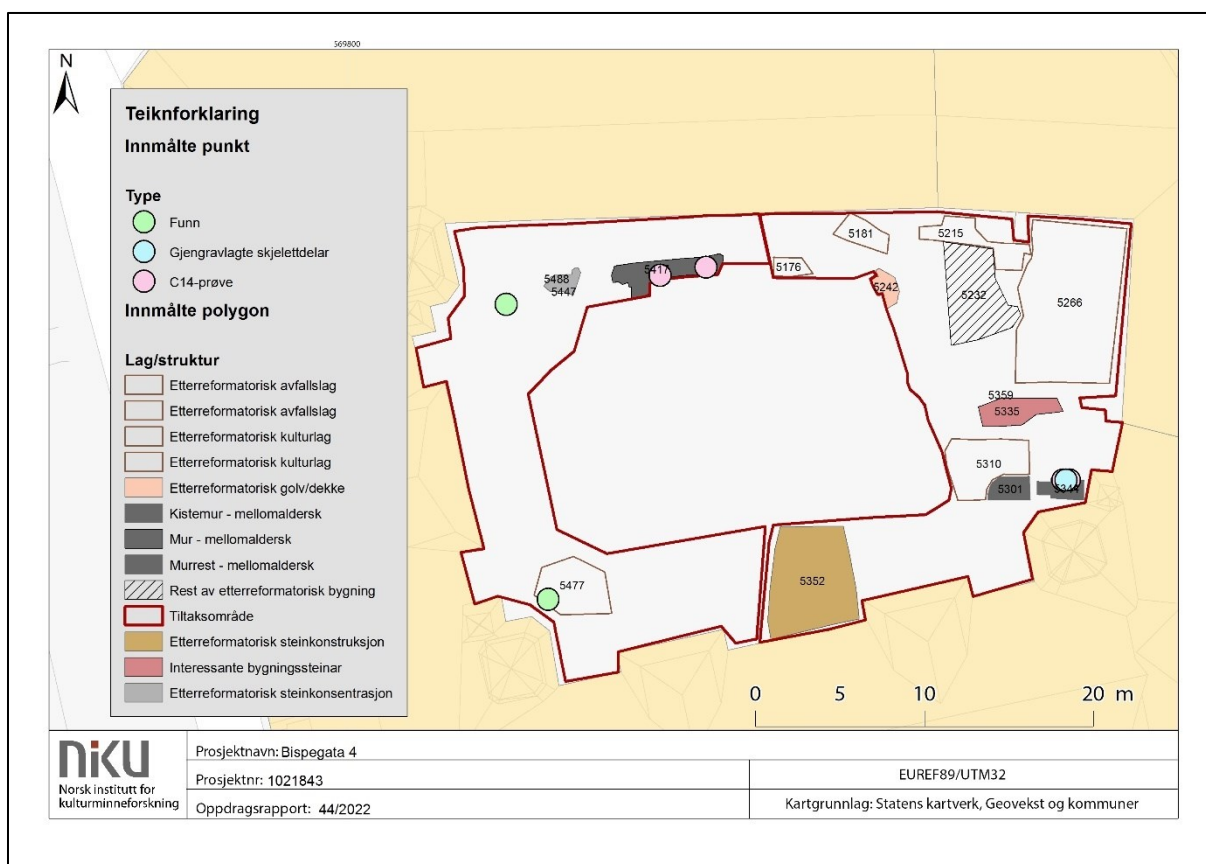 569800
N
Teiknforklaring
Innmålte punkt
Type
Funn
Gjengravlagte skjelettdelar
C14-prøve
Innmålte polygon
Lag/struktur
Etterreformatorisk avfallslag
Etterreformatorisk avfallslag
Etterreformatorisk kulturlag
Etterreformatorisk kulturlag
Etterreformatorisk golv/dekke
Kistemur - mellomaldersk
Mur - mellomaldersk
Murrest - mellomaldersk
Rest av etterreformatorisk bygning
Tiltaksområde
Etterreformatorisk steinkonstruksjon
Interessante bygningssteinar
Etterreformatorisk steinkonsentrasjon
5181
5215
5417
5176
5488
5447
5242
5232
5266
5359
5335
5310
5301
5344
5352
5477
0 5 10 20 m
niku
Norsk institutt for
kulturminneforskning
Prosjektnavn: Bispegata 4
Prosjektnr: 1021843
Oppdragsrapport: 44/2022
EUREF89/UTM32
Kartgrunnlag: Statens kartverk, Geovekst og kommuner